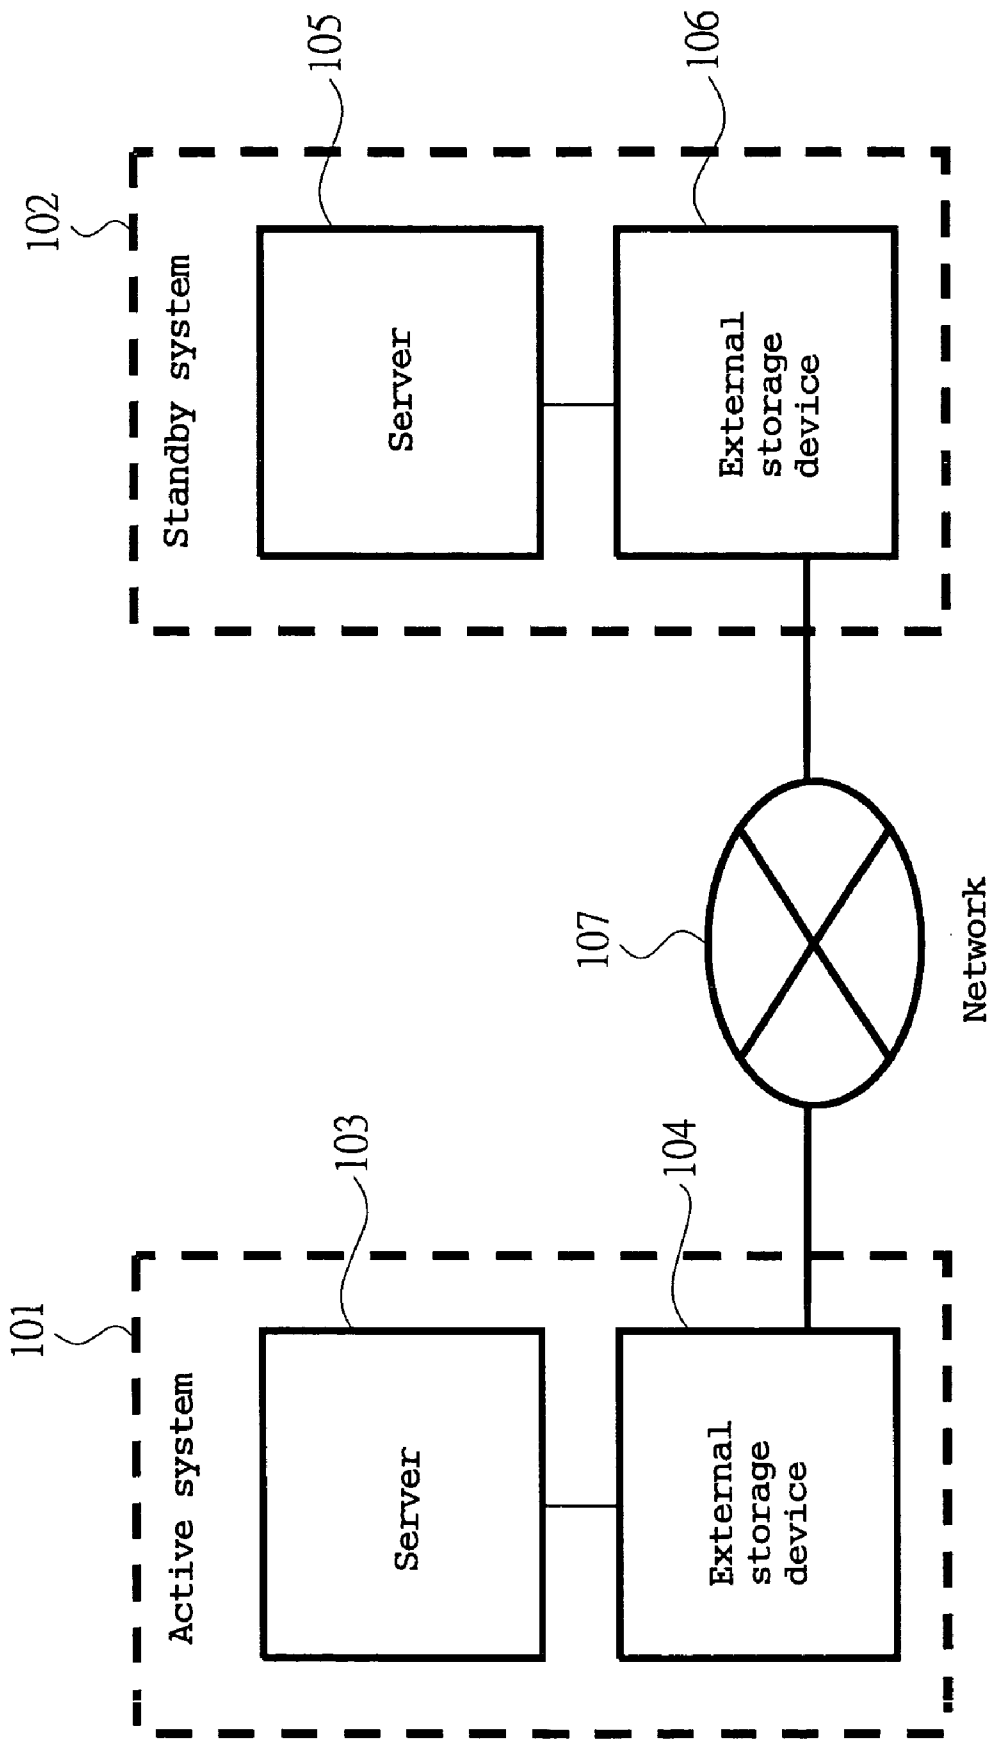 101
Active system
103
Server
104
External
storage
device
107
Network
102
Standby system
105
Server
106
External
storage
device